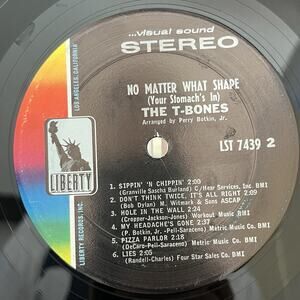 ...visual sound
STEREO
NO MATTER WHAT SHAPE
(Your Stomach's In)
THE T-BONES
Arranged by Perry Botkin, Jr.
LST 7439 2
LOS ANGELES, CALIFORNIA
LIBERTY
LIBERTY RECORDS, INC.
1. SIPPIN' 'N CHIPPIN' 2:00
(Granville Sascha Burland) C/Hear Services, Inc. BMI
2. DON'T THINK TWICE, IT'S ALL RIGHT 2:09
(Bob Dylan) M. Witmark & Sons ASCAP
3. HOLE IN THE WALL 2:24
(Cropper-Jackson-Jones) Workout Music BMI
4. MY HEADACHE'S GONE 2:37
(P. Botkin, Jr.-Pell-Saraceno) Metric Music Co. BMI
5. PIZZA PARLOR 2:18
(DeCaro-Pell-Saraceno) Metric Music Co. BMI
6. LIES 2:05
(Randell-Charles) Four Star Sales Co. BMI